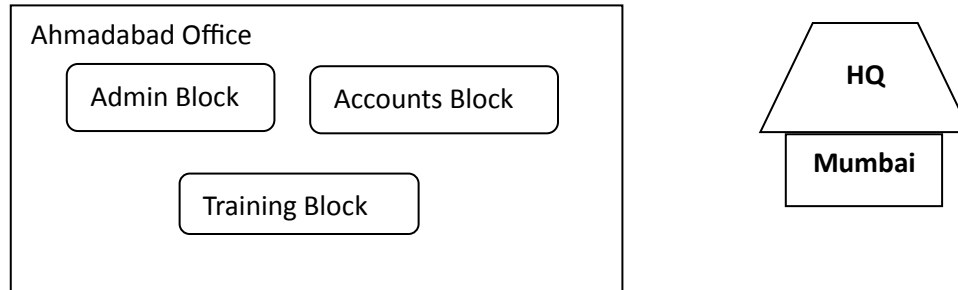 Ahmadabad Office
Admin Block
Accounts Block
Training Block
HQ
Mumbai